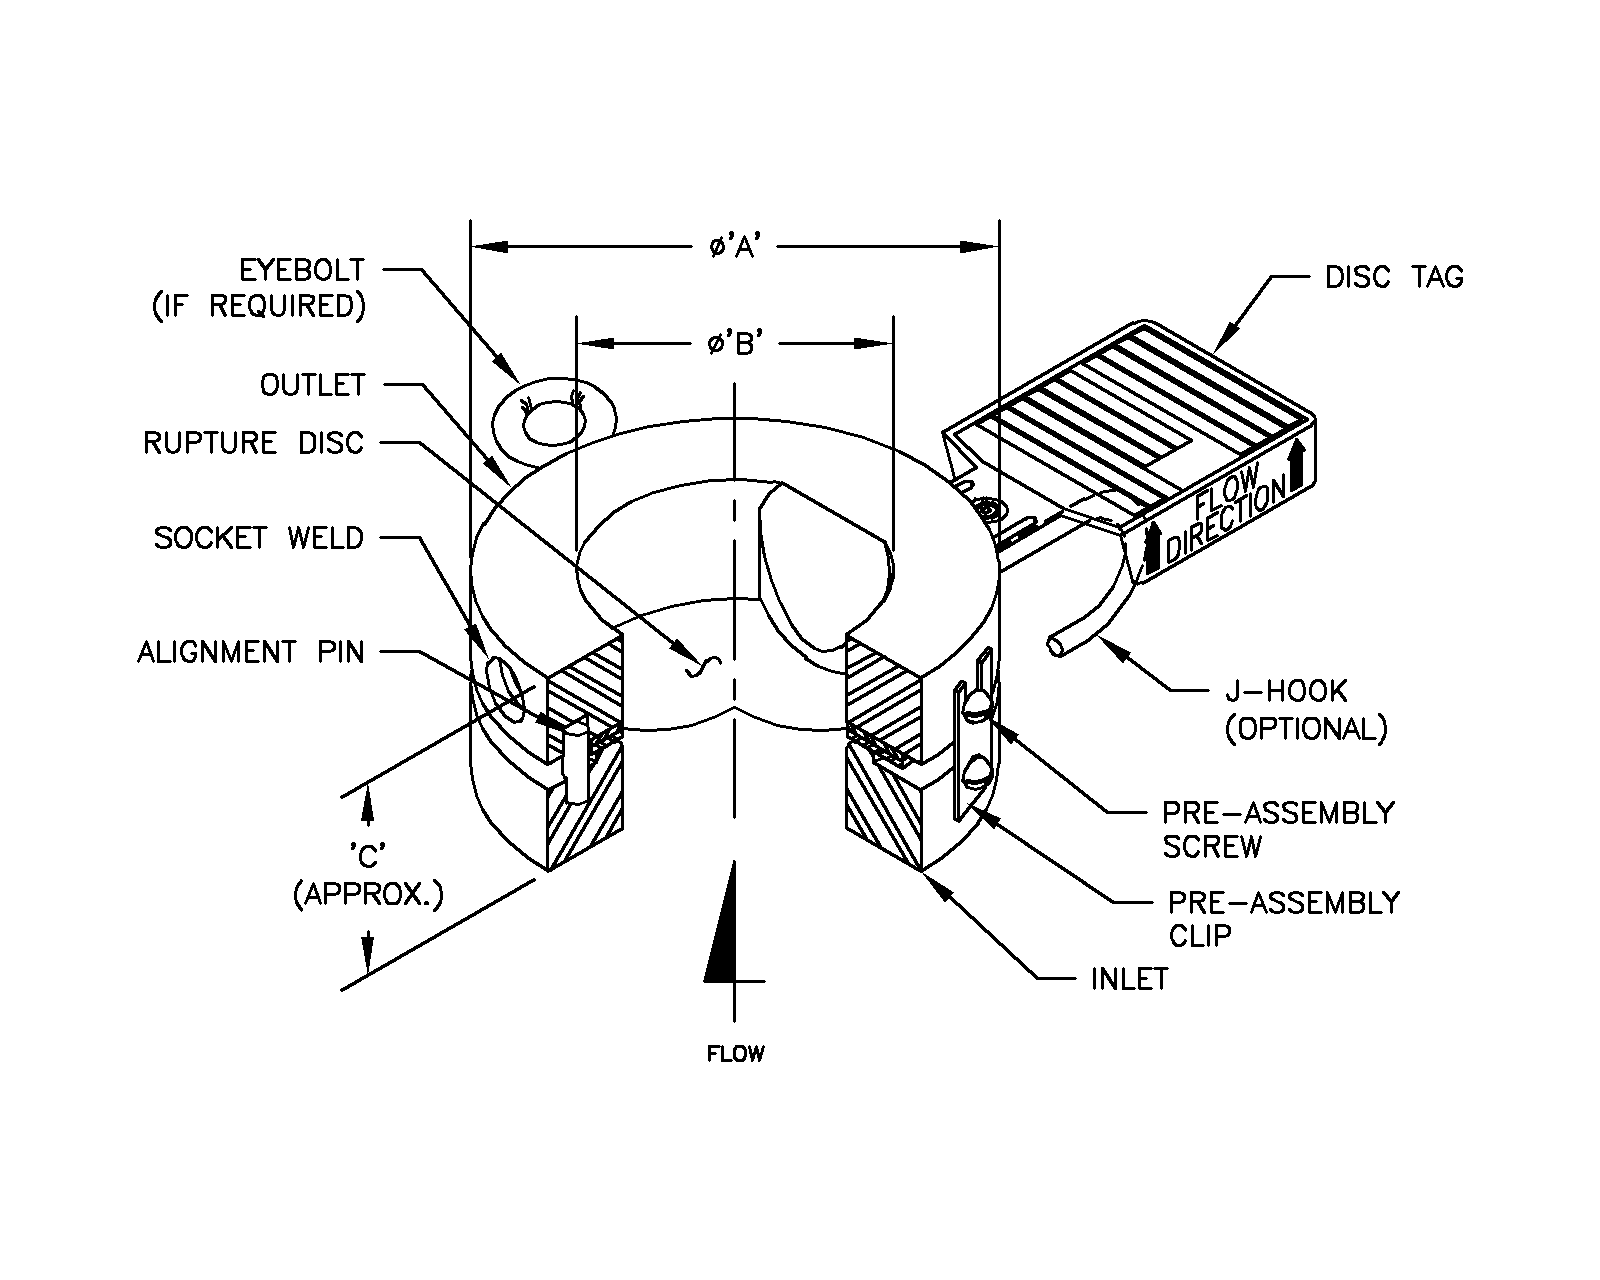 ø'A'
EYEBOLT
(IF REQUIRED)
DISC TAG
ø'B'
OUTLET
RUPTURE DISC
FLOW
DIRECTION
SOCKET WELD
ALIGNMENT PIN
J-HOOK
(OPTIONAL)
PRE-ASSEMBLY
SCREW
'C'
(APPROX.)
PRE-ASSEMBLY
CLIP
INLET
FLOW